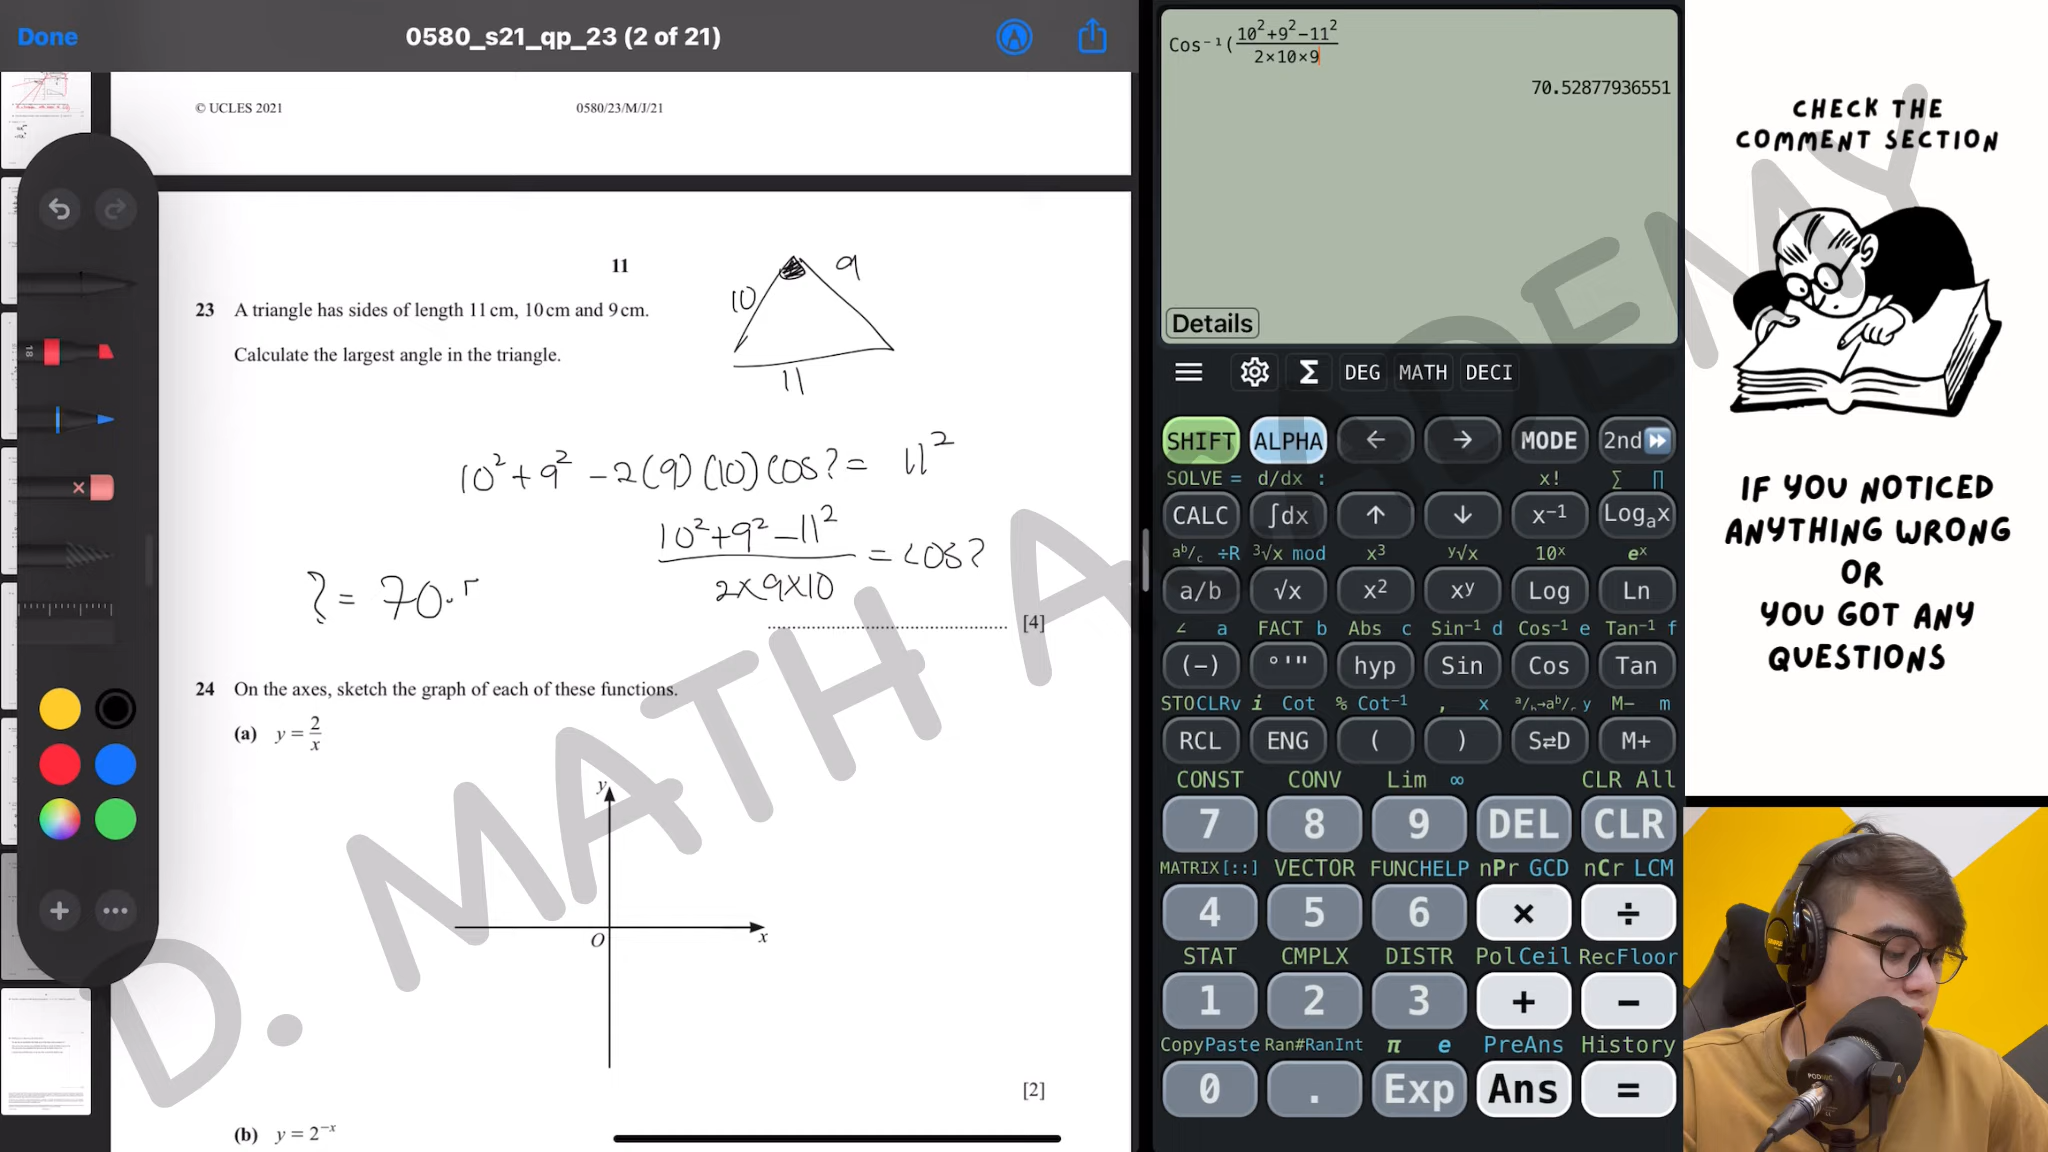 Done
0580_s21_qp_23 (2 of 21)
© UCLES 2021
0580/23/M/J/21
11
23 A triangle has sides of length 11 cm, 10 cm and 9 cm.
Calculate the largest angle in the triangle.
10
9
11
10² + 9² − 2(9)(10) cos? = 11²
10² + 9² − 11²
= cos?
2×9×10
? = 70.
[4]
24 On the axes, sketch the graph of each of these functions.
(a) y = 2/x
y
O
x
[2]
(b) y = 2⁻ˣ
D. MATH ACADEMY
Cos⁻¹(10²+9²−11²
2×10×9
70.52877936551
Details
Σ DEG MATH DECI
SHIFT ALPHA ← → MODE 2nd
SOLVE = d/dx : x! ∑ ∏
CALC ∫dx ↑ ↓ x⁻¹ Logₐx
aᵇ/c ÷R ³√x mod x³ ʸ√x 10ˣ eˣ
a/b √x x² xʸ Log Ln
∠ a FACT b Abs c Sin⁻¹ d Cos⁻¹ e Tan⁻¹ f
(−) °'" hyp Sin Cos Tan
STO CLRv i Cot % Cot⁻¹ , x y M− m
RCL ENG ( ) S⇄D M+
CONST CONV Lim ∞ CLR All
7 8 9 DEL CLR
MATRIX[::] VECTOR FUNC HELP nPr GCD nCr LCM
4 5 6 × ÷
STAT CMPLX DISTR Pol Ceil Rec Floor
1 2 3 + −
Copy Paste Ran# RanInt π e PreAns History
0 . Exp Ans =
CHECK THE
COMMENT SECTION
IF YOU NOTICED
ANYTHING WRONG
OR
YOU GOT ANY
QUESTIONS